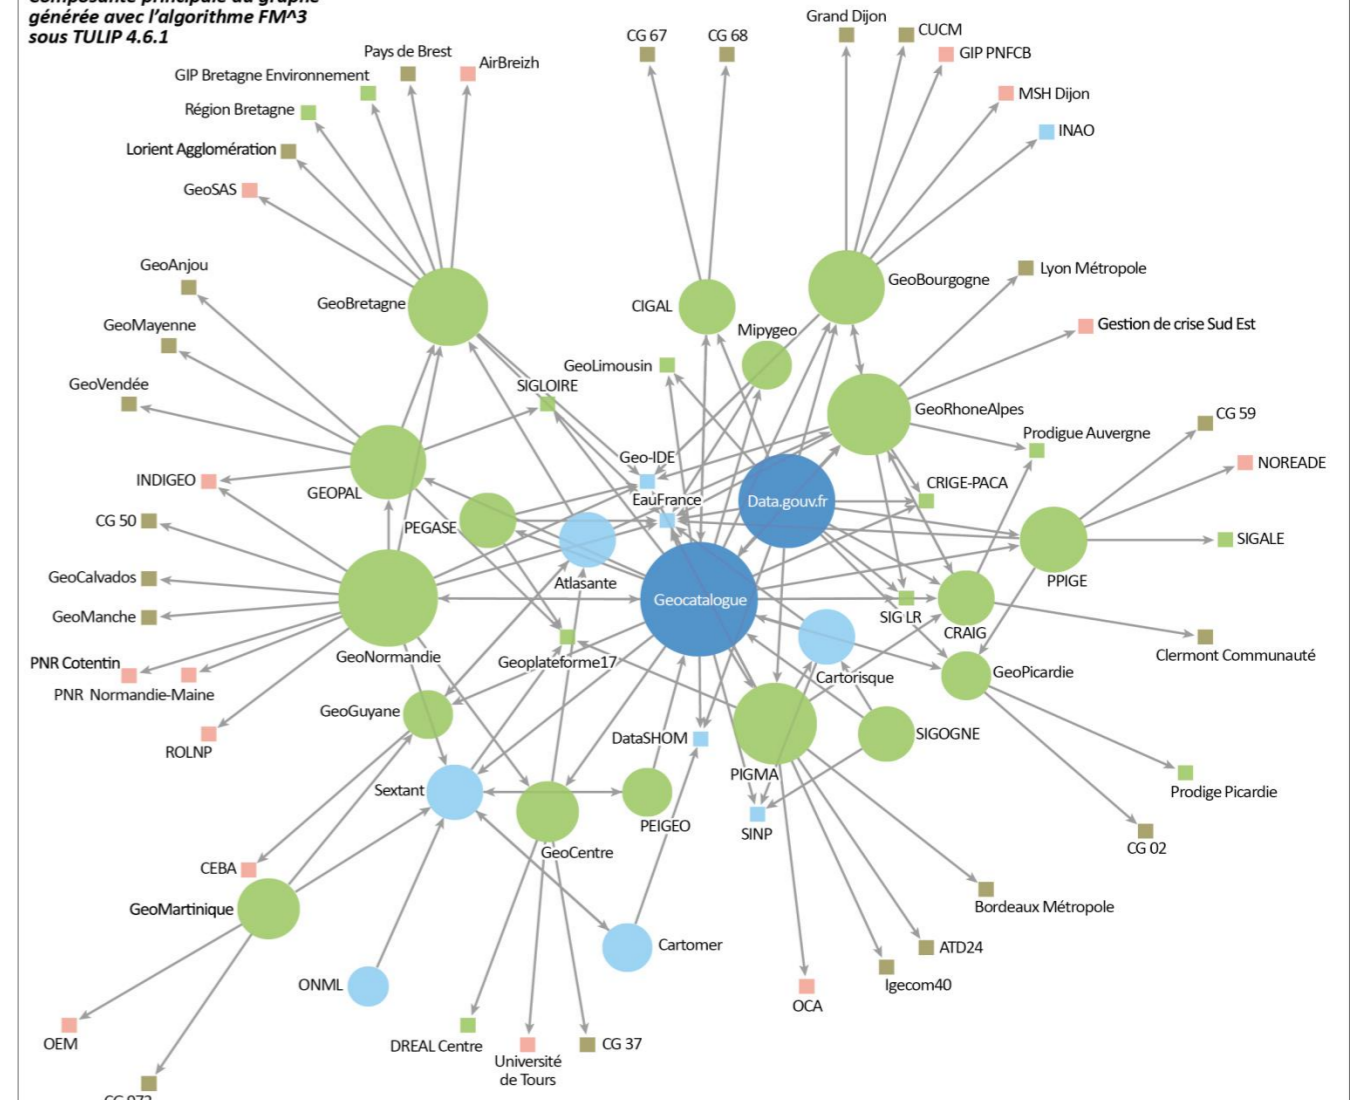 Composante principale du graphe
générée avec l'algorithme FM^3
sous TULIP 4.6.1
Grand Dijon
CUCM
CG 67
CG 68
GIP PNFCB
Pays de Brest
AirBreizh
GIP Bretagne Environnement
MSH Dijon
Région Bretagne
INAO
Lorient Agglomération
GeoSAS
GeoAnjou
Lyon Métropole
GeoBourgogne
GeoBretagne
CIGAL
GeoMayenne
Mipygeo
Gestion de crise Sud Est
GeoLimousin
GeoVendée
SIGLOIRE
GeoRhoneAlpes
CG 59
Prodigue Auvergne
Geo-IDE
NOREADE
INDIGEO
GEOPAL
CRIGE-PACA
EauFrance
Data.gouv.fr
CG 50
PEGASE
SIGALE
Atlasante
PPIGE
GeoCalvados
Geocatalogue
GeoManche
SIG LR
CRAIG
GeoNormandie
Clermont Communauté
PNR Cotentin
Geoplateforme17
GeoPicardie
Cartorisque
PNR Normandie-Maine
GeoGuyane
SIGOGNE
DataSHOM
ROLNP
PIGMA
Sextant
Prodige Picardie
PEIGEO
SINP
GeoCentre
CG 02
CEBA
GeoMartinique
Bordeaux Métropole
Cartomer
ATD24
ONML
Igecom40
OCA
OEM
DREAL Centre
CG 37
Université
de Tours